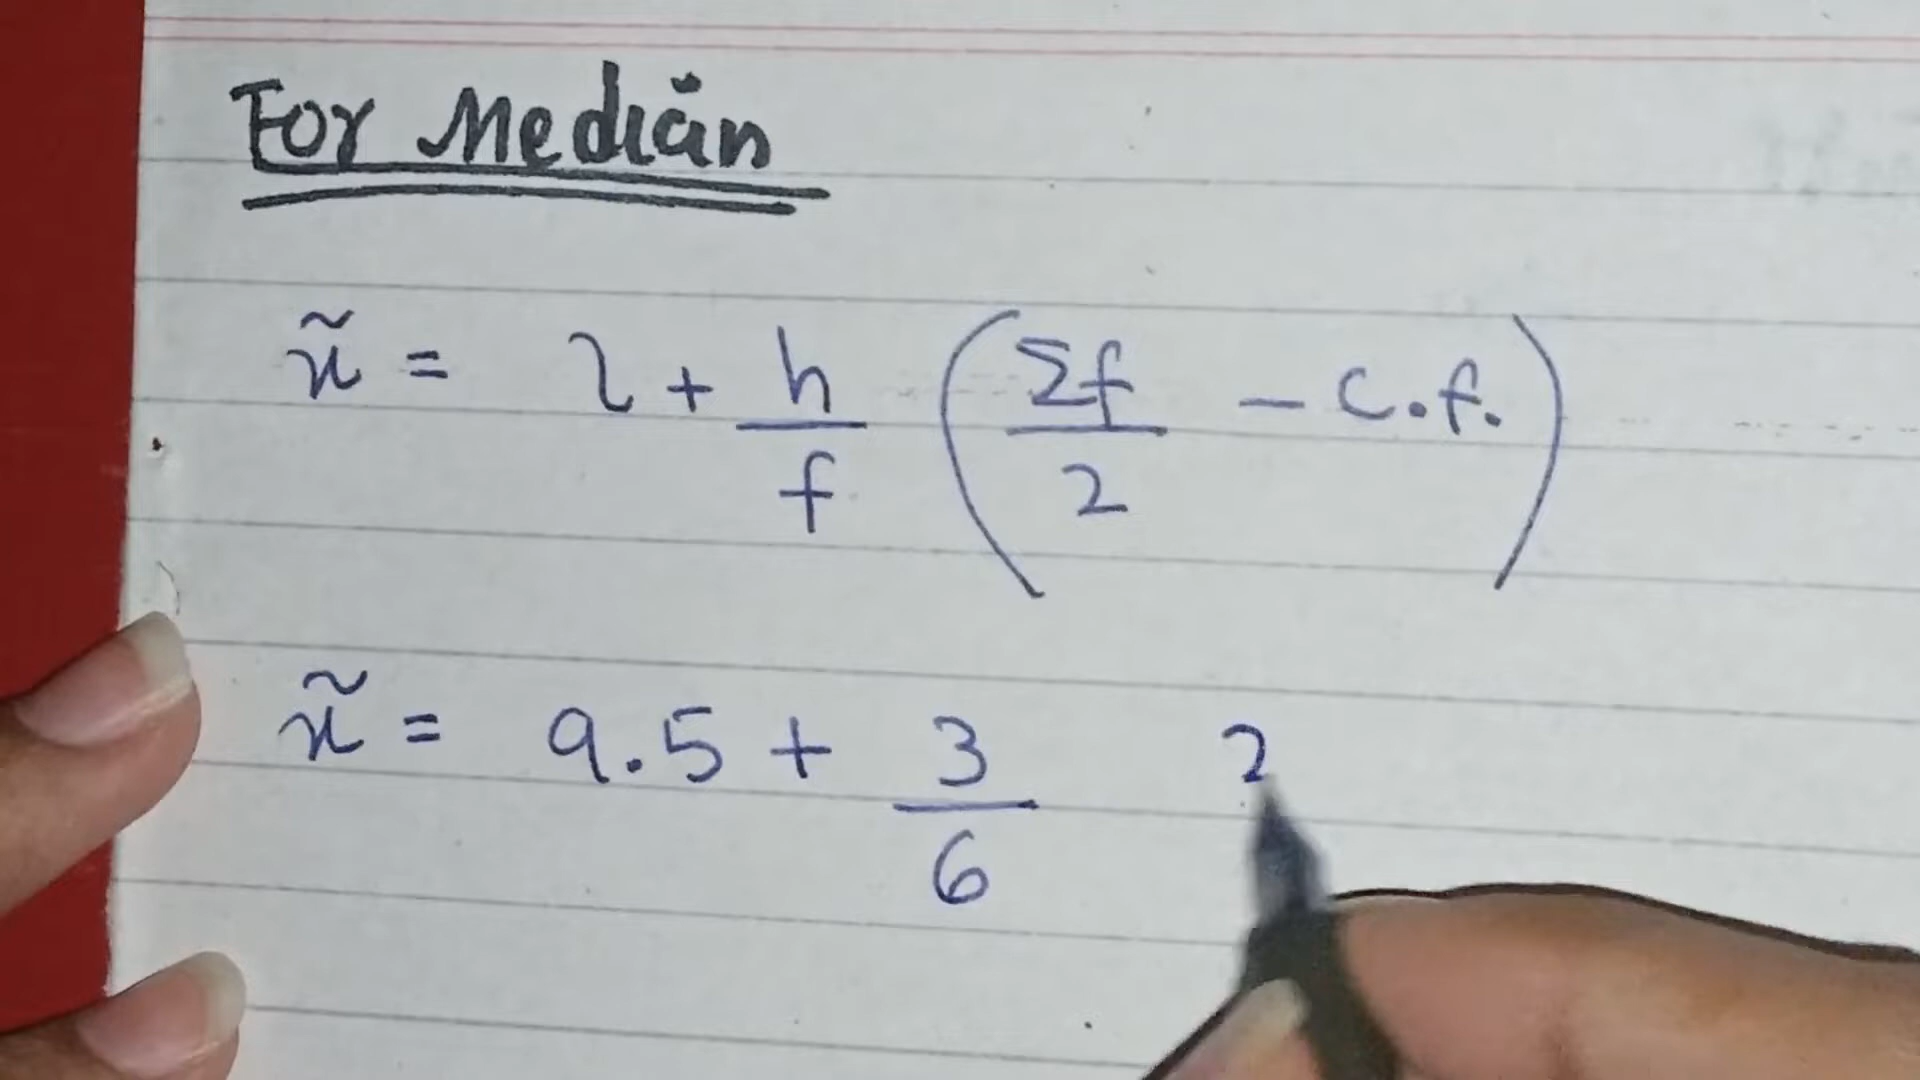 For Median
x̃ = l + h/f (Σf/2 - c.f.)
x̃ = 9.5 + 3/6 2